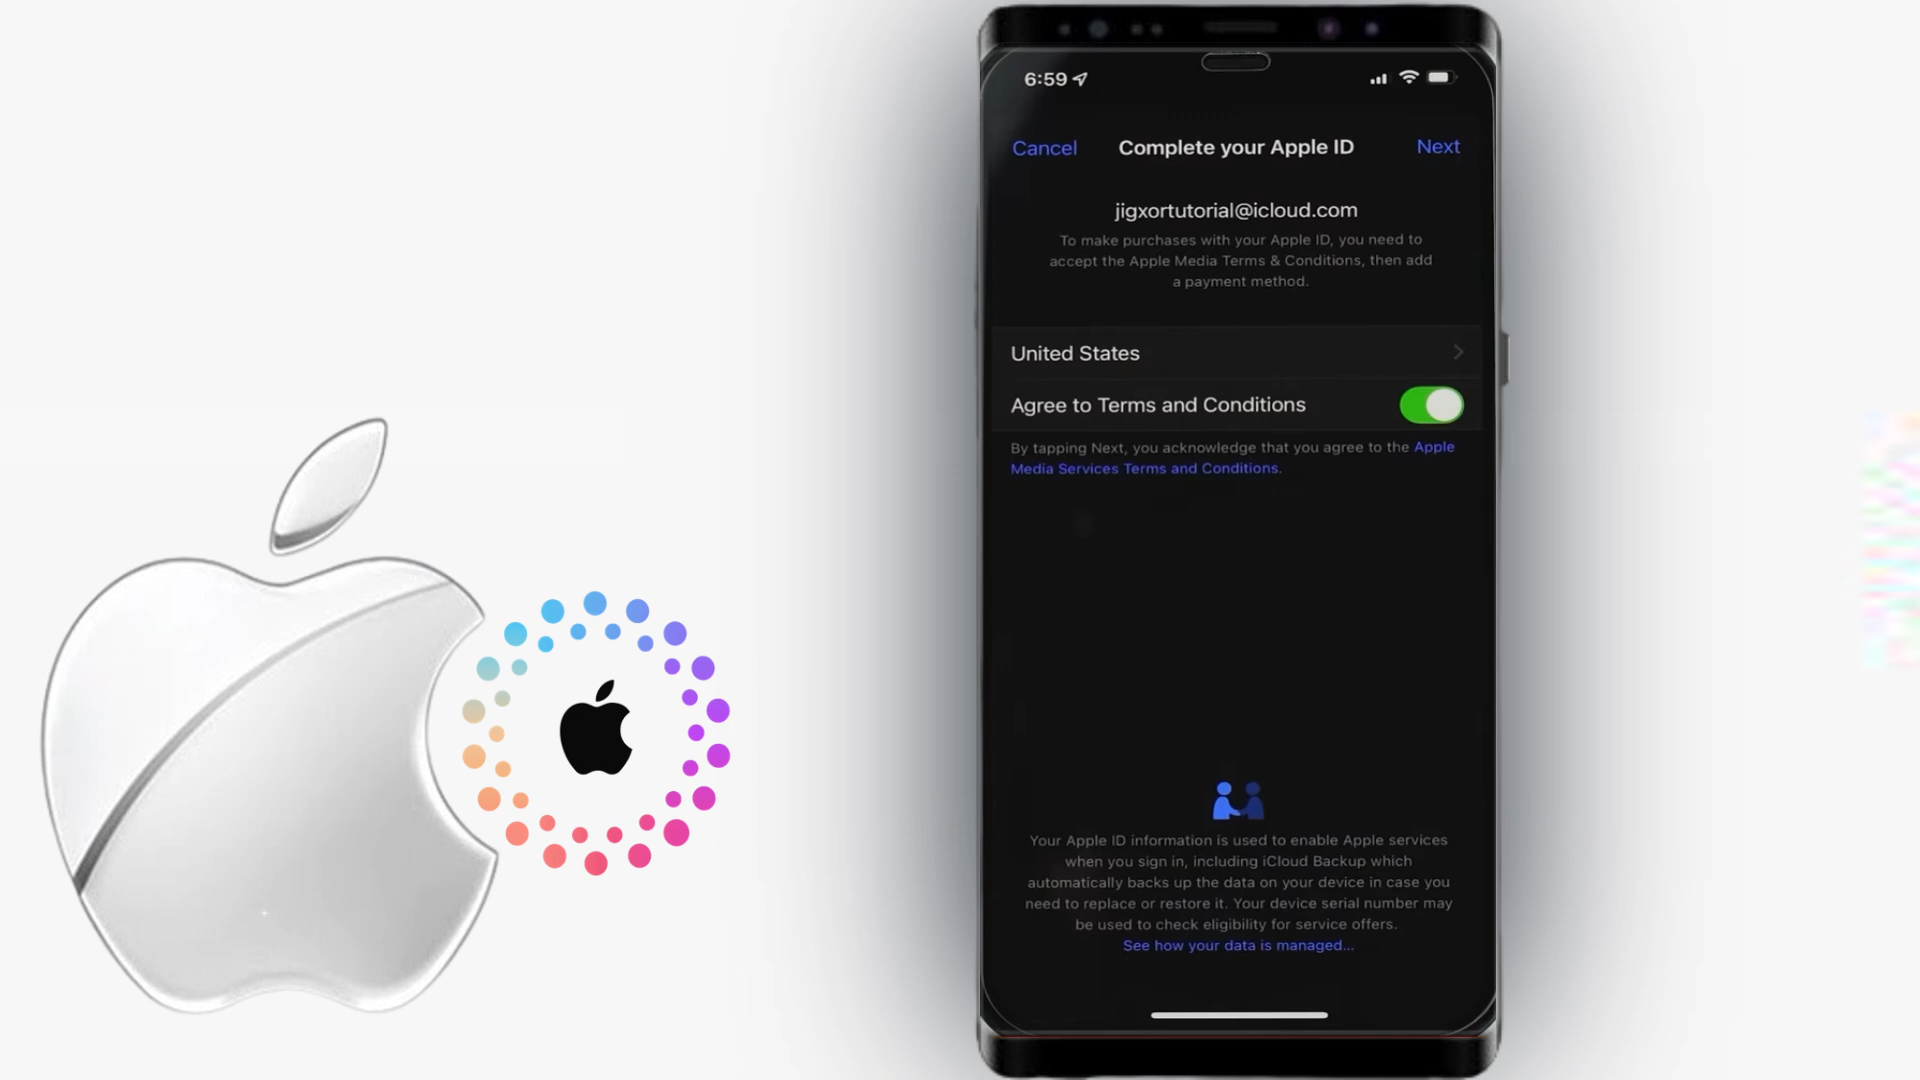 6:59
Cancel Complete your Apple ID Next
jigxortutorial@icloud.com
To make purchases with your Apple ID, you need to
accept the Apple Media Terms & Conditions, then add
a payment method.
United States
Agree to Terms and Conditions
By tapping Next, you acknowledge that you agree to the Apple
Media Services Terms and Conditions.
Your Apple ID information is used to enable Apple services
when you sign in, including iCloud Backup which
automatically backs up the data on your device in case you
need to replace or restore it. Your device serial number may
be used to check eligibility for service offers.
See how your data is managed...